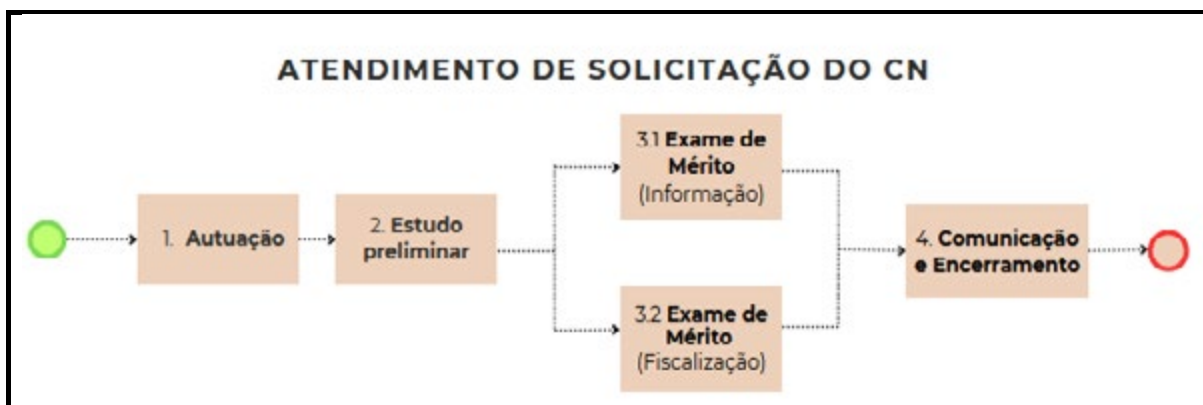 ATENDIMENTO DE SOLICITAÇÃO DO CN
1. Autuação
2. Estudo
preliminar
3.1 Exame de
Mérito
(Informação)
3.2 Exame de
Mérito
(Fiscalização)
4. Comunicação
e Encerramento